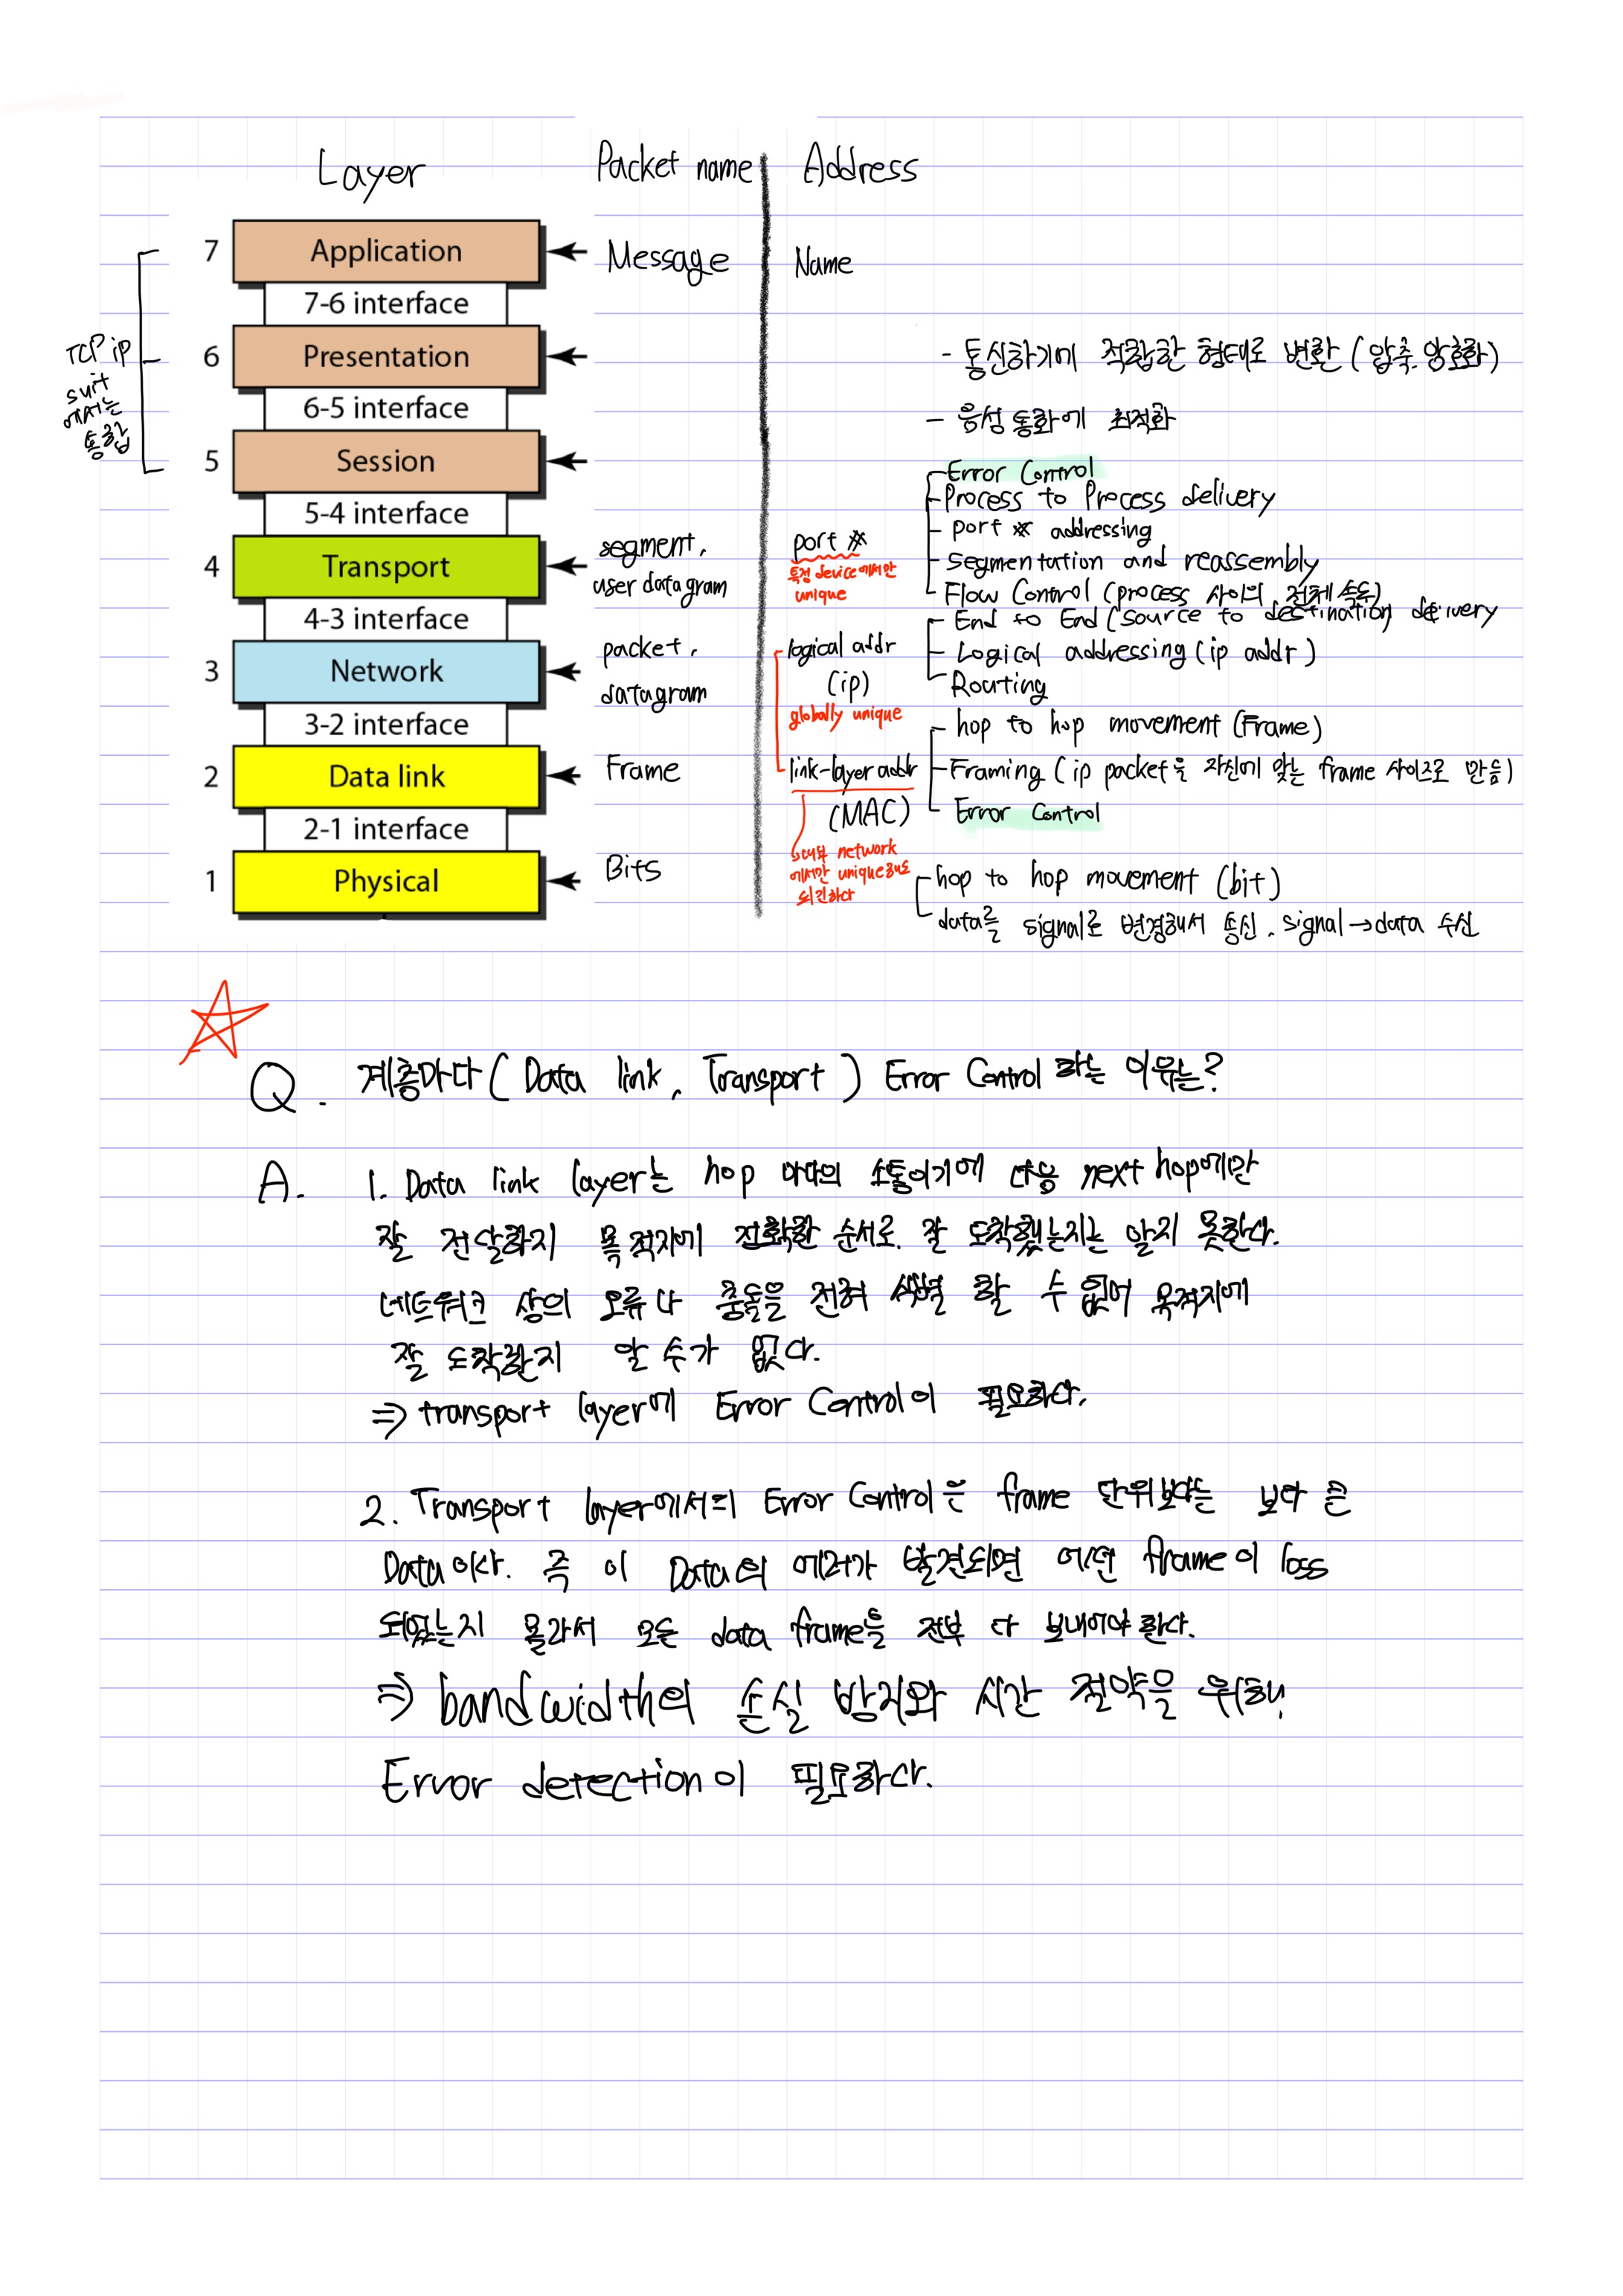 Layer Packet name Address
7 Application Message Name
7-6 interface
TCP ip suit 에서는 통합
6 Presentation - 통신하기에 적합한 형태로 변환 (압축. 암호화)
6-5 interface - 음성 통화에 최적화
5 Session
5-4 interface
4 Transport
segment.
user datagram
port #
특정 device에서만
unique
- Error Control
- Process to Process delivery
- port # addressing
- segmentation and reassembly
- Flow Control (process 사이의 전체 속도)
4-3 interface
3 Network
packet.
datagram
logical addr
(ip)
globally unique
- End to End (source to destination) delivery
- Logical addressing (ip addr)
- Routing
3-2 interface
2 Data link
Frame
link-layer addr
(MAC)
내부 network
에서만 unique해도
되긴하다
- hop to hop movement (Frame)
- Framing (ip packet을 자신에 맞는 frame 사이즈로 만듬)
- Error Control
2-1 interface
1 Physical
Bits
- hop to hop movement (bit)
- data를 signal로 변경해서 통신. signal → data 수신
Q. 계층마다 (Data link, Transport) Error Control 하는 이유는?
A. 1. Data link layer는 hop 마다의 소통이기에 다음 next hop에만
잘 전달하지 목적지에 정확한 순서로. 잘 도착했는지는 알지 못한다.
네트워크 상의 오류나 충돌을 전혀 식별 할 수 없어 목적지에
잘 도착한지 알 수가 없다.
⇒ transport layer에 Error Control이 필요하다.
2. Transport layer에서의 Error Control은 frame 단위보다는 보다 큰
Data이다. 즉 이 Data의 에러가 발견되면 어떤 frame이 loss
되었는지 몰라서 모든 data frame을 전부 다 보내어야 한다.
⇒ bandwidth의 손실 방지와 시간 절약을 위해
Error detection이 필요하다.